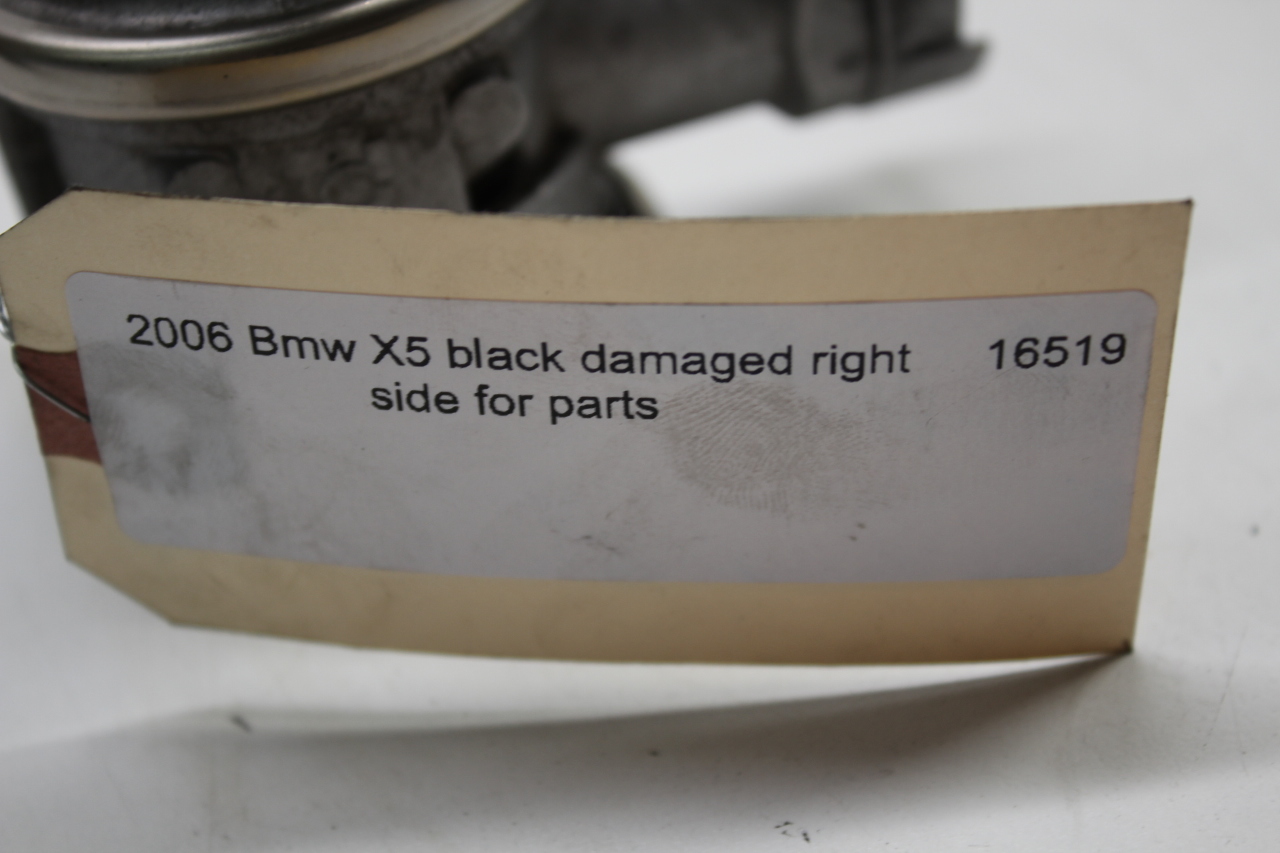 2006 Bmw X5 black damaged right 16519
side for parts